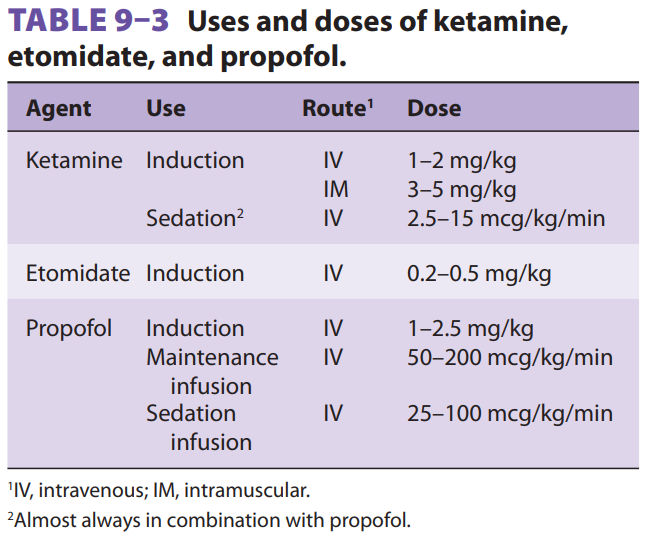 TABLE 9–3 Uses and doses of ketamine,
etomidate, and propofol.
Agent Use Route¹ Dose
Ketamine Induction IV 1–2 mg/kg
IM 3–5 mg/kg
Sedation² IV 2.5–15 mcg/kg/min
Etomidate Induction IV 0.2–0.5 mg/kg
Propofol Induction IV 1–2.5 mg/kg
Maintenance IV 50–200 mcg/kg/min
infusion
Sedation IV 25–100 mcg/kg/min
infusion
¹IV, intravenous; IM, intramuscular.
²Almost always in combination with propofol.